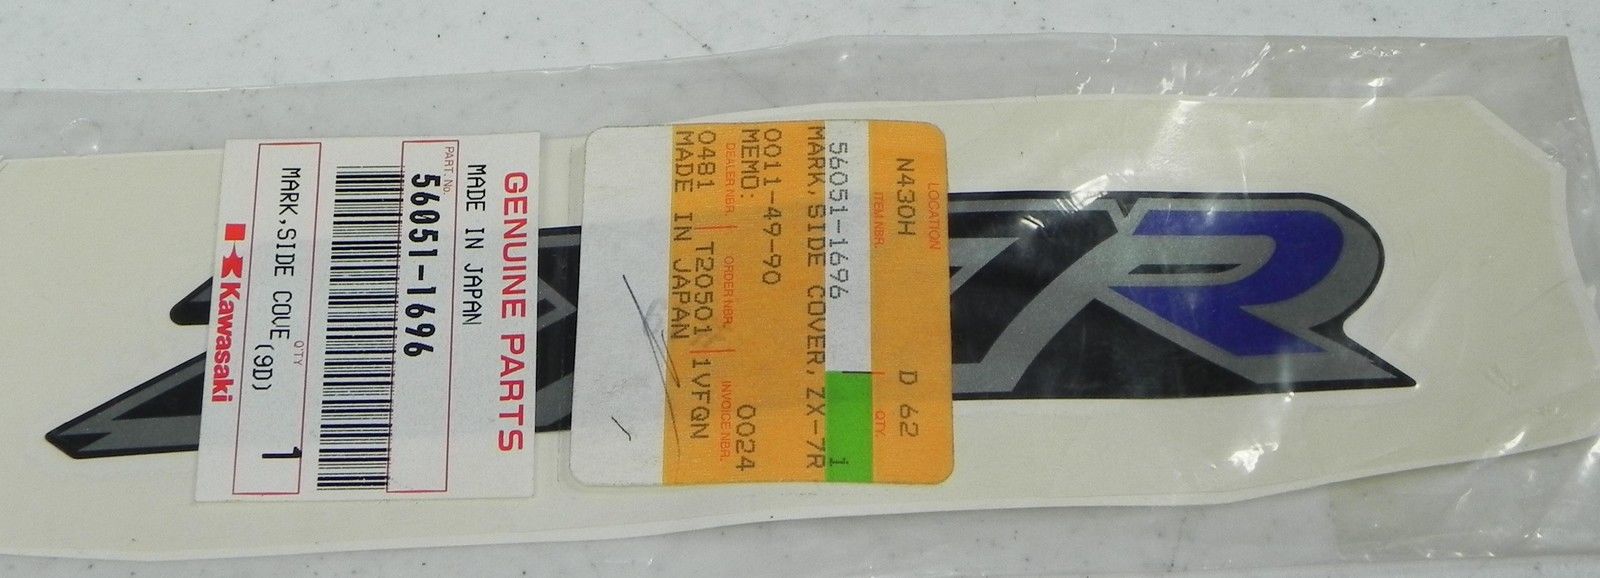 GENUINE PARTS
MADE IN JAPAN
PART. No.
56051-1696
Q'TY
MARK,SIDE COVE(9D) 1
Kawasaki
LOCATION
N430H D 62
ITEM NBR. QTY.
56051-1696 1
MARK, SIDE COVER, ZX-7R
0011-49-90 0024
MEMO:
DEALER NBR. ORDER NBR. INVOICE NBR.
0481 T20501 1VFQN
MADE IN JAPAN
7R